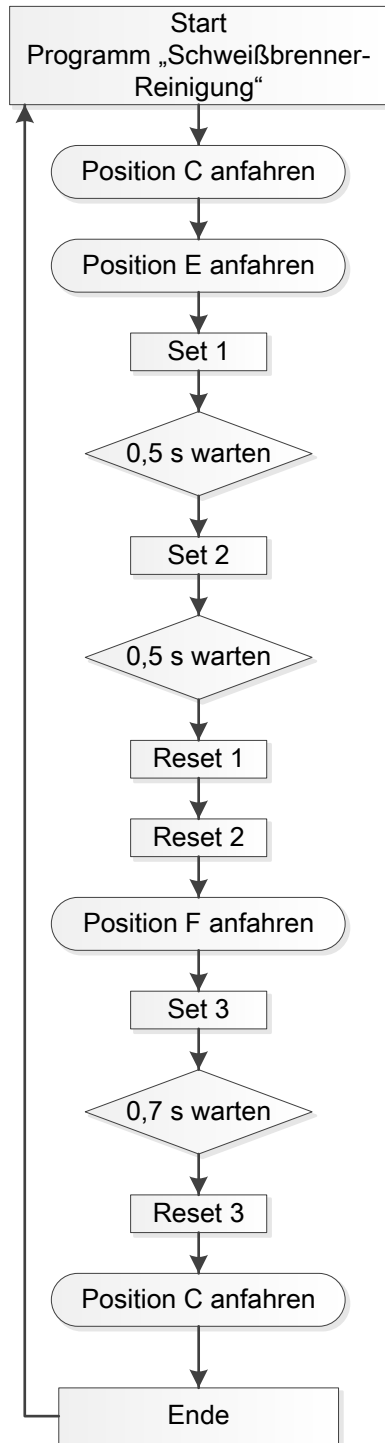 Start
Programm „Schweißbrenner-
Reinigung“
Position C anfahren
Position E anfahren
Set 1
0,5 s warten
Set 2
0,5 s warten
Reset 1
Reset 2
Position F anfahren
Set 3
0,7 s warten
Reset 3
Position C anfahren
Ende